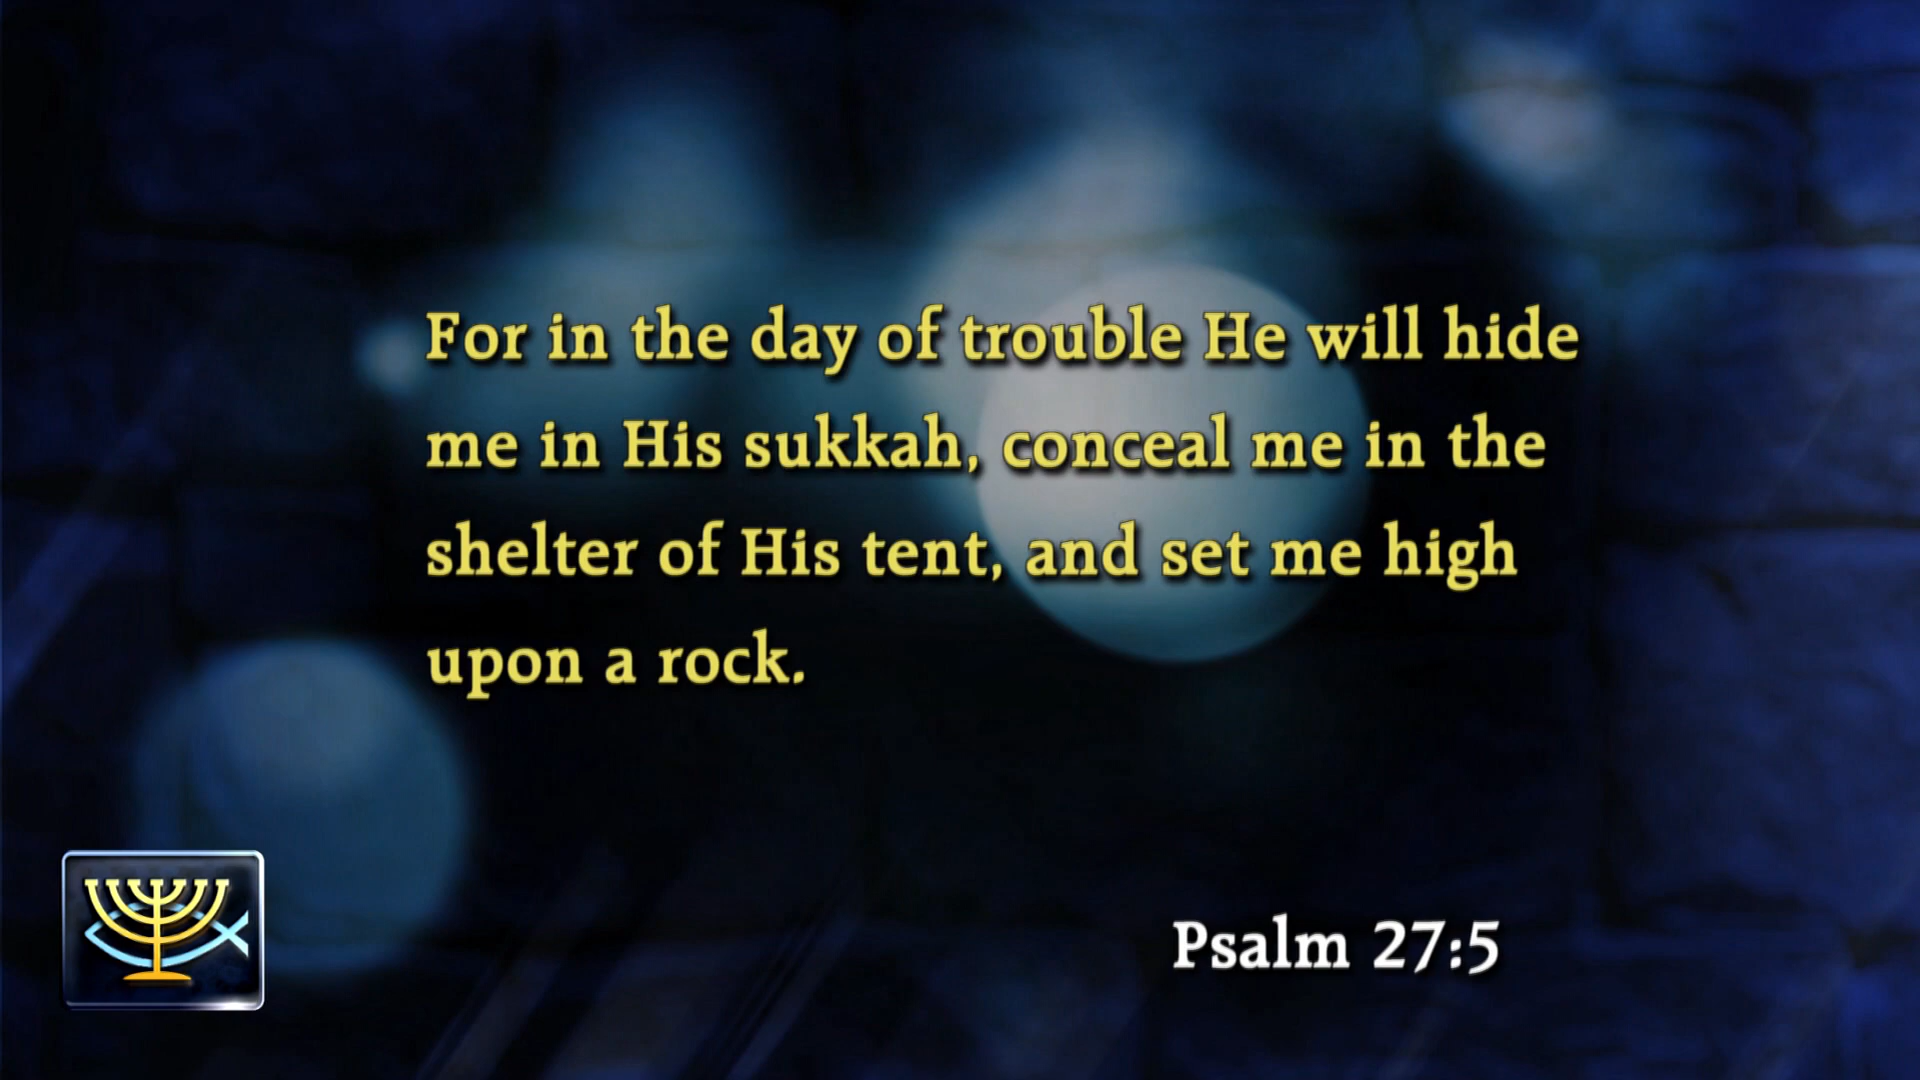 For in the day of trouble He will hide
me in His sukkah, conceal me in the
shelter of His tent, and set me high
upon a rock.
Psalm 27:5